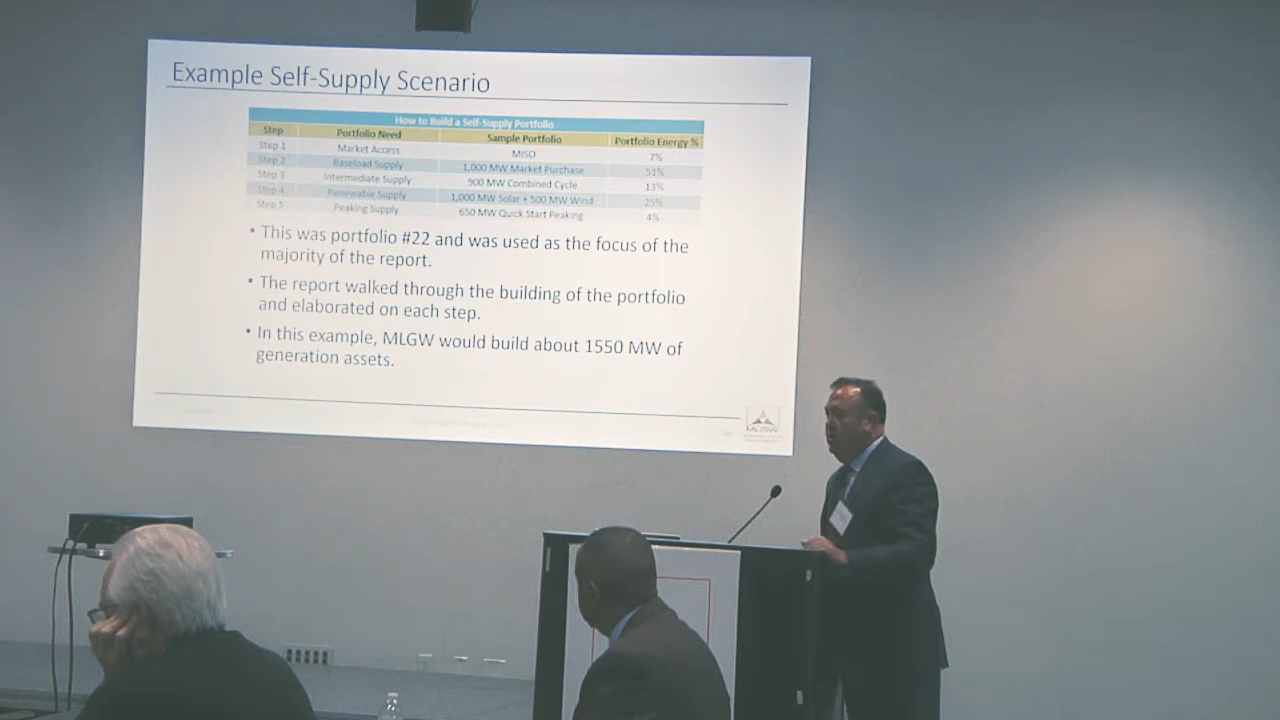 Example Self-Supply Scenario
How to Build a Self-Supply Portfolio
Step Portfolio Need Sample Portfolio Portfolio Energy %
Step 1 Market Access MISO 7%
Step 2 Baseload Supply 1,000 MW Market Purchase 51%
Step 3 Intermediate Supply 900 MW Combined Cycle 13%
Step 4 Renewable Supply 1,000 MW Solar + 500 MW Wind 25%
Step 5 Peaking Supply 650 MW Quick Start Peaking 4%
• This was portfolio #22 and was used as the focus of the
majority of the report.
• The report walked through the building of the portfolio
and elaborated on each step.
• In this example, MLGW would build about 1550 MW of
generation assets.
MLGW